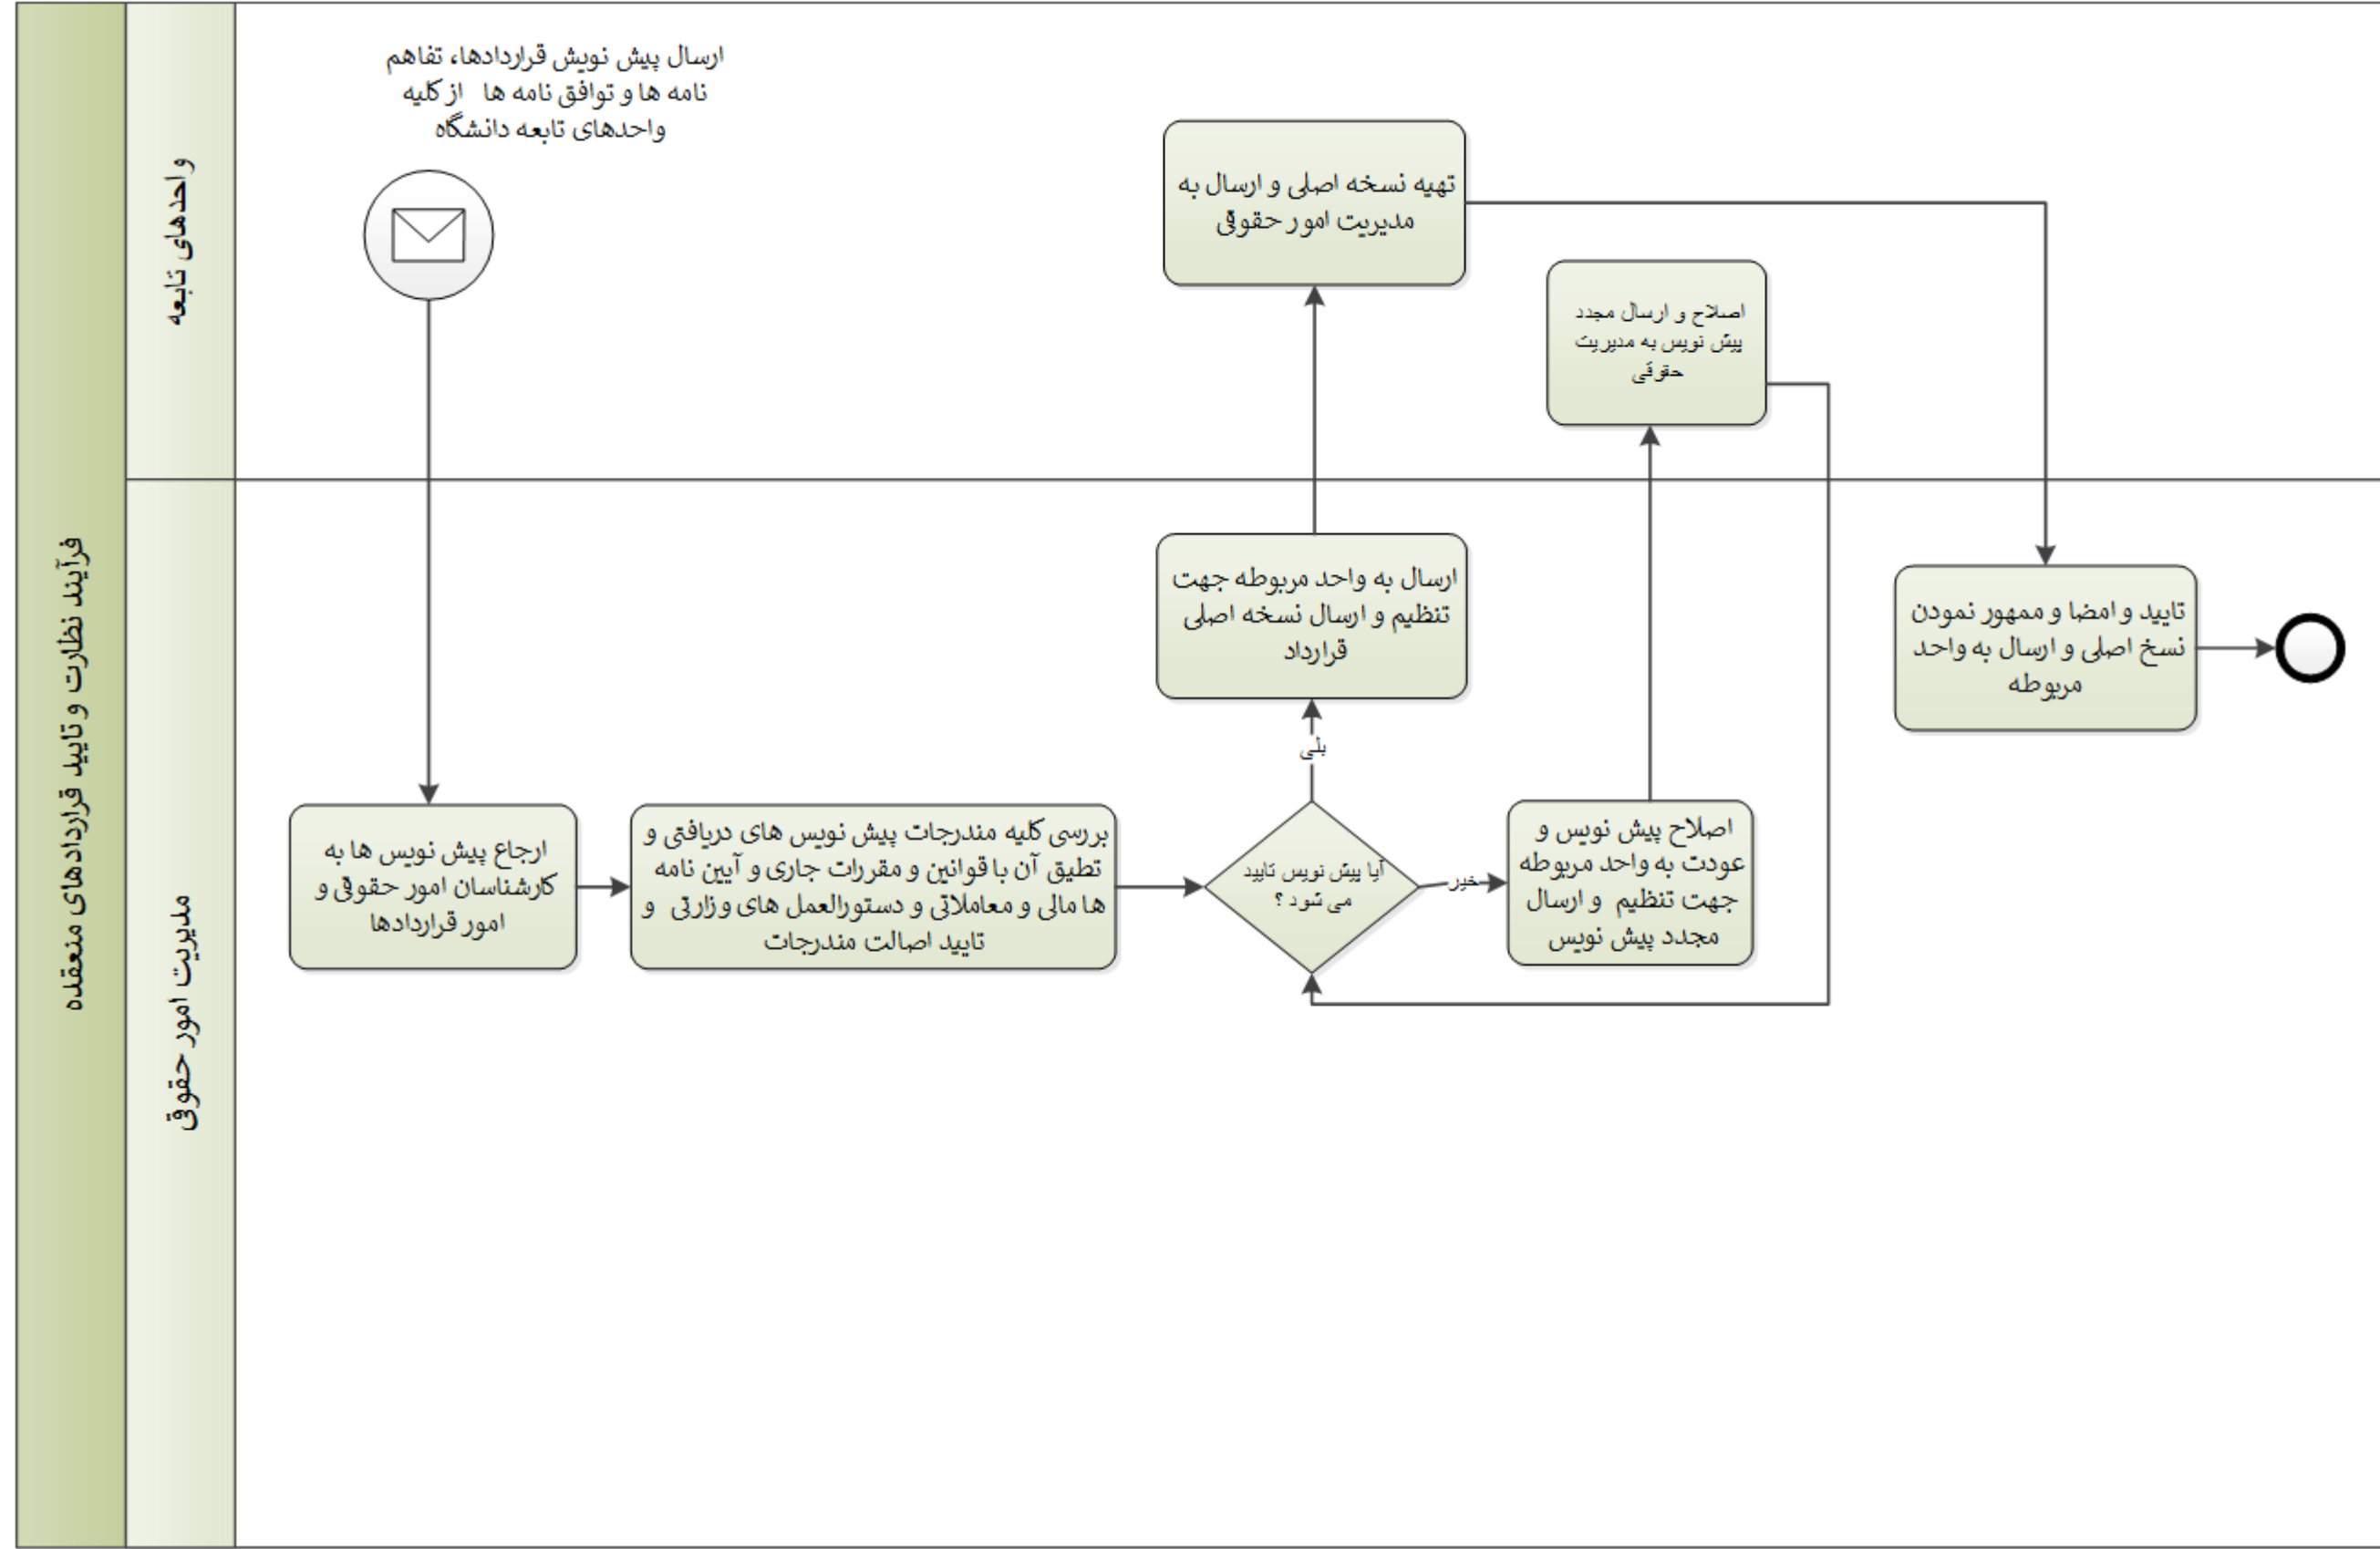 فرآیند نظارت و تایید قراردادهای منعقده
واحدهای تابعه
ارسال پیش نویش قراردادها، تفاهم
نامه ها و توافق نامه ها از کلیه
واحدهای تابعه دانشگاه
تهیه نسخه اصلی و ارسال به
مدیریت امور حقوقی
اصلاح و ارسال مجدد
پیش نویس به مدیریت
حقوقی
مدیریت امور حقوقی
ارجاع پیش نویس ها به
کارشناسان امور حقوقی و
امور قراردادها
بررسی کلیه مندرجات پیش نویس های دریافتی و
تطیق آن با قوانین و مقررات جاری و آیین نامه
ها مالی و معاملاتی و دستورالعمل های وزارتی و
تایید اصالت مندرجات
آیا پیش نویس تایید
می شود ؟
بلی
ارسال به واحد مربوطه جهت
تنظیم و ارسال نسخه اصلی
قرارداد
خیر
اصلاح پیش نویس و
عودت به واحد مربوطه
جهت تنظیم و ارسال
مجدد پیش نویس
تایید و امضا و ممهور نمودن
نسخ اصلی و ارسال به واحد
مربوطه